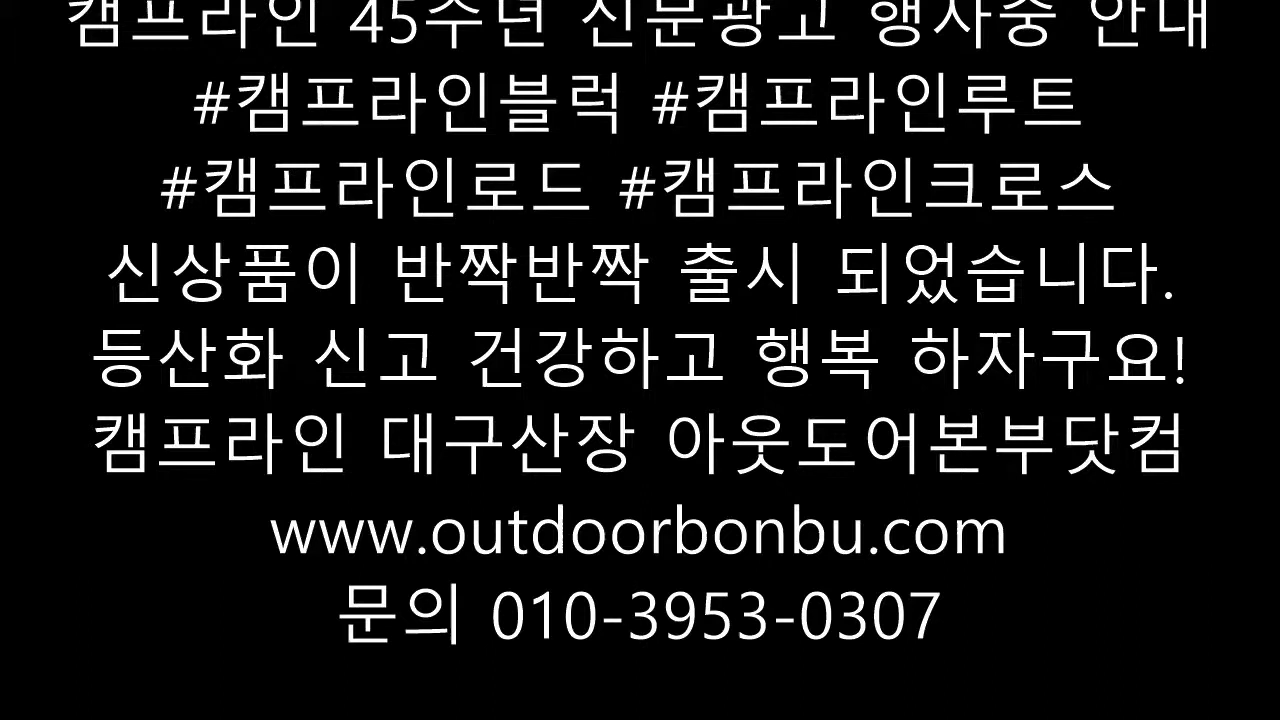 캠프라인 45주년 신문광고 행사중 안내
#캠프라인블럭 #캠프라인루트
#캠프라인로드 #캠프라인크로스
신상품이 반짝반짝 출시 되었습니다.
등산화 신고 건강하고 행복 하자구요!
캠프라인 대구산장 아웃도어본부닷컴
www.outdoorbonbu.com
문의 010-3953-0307